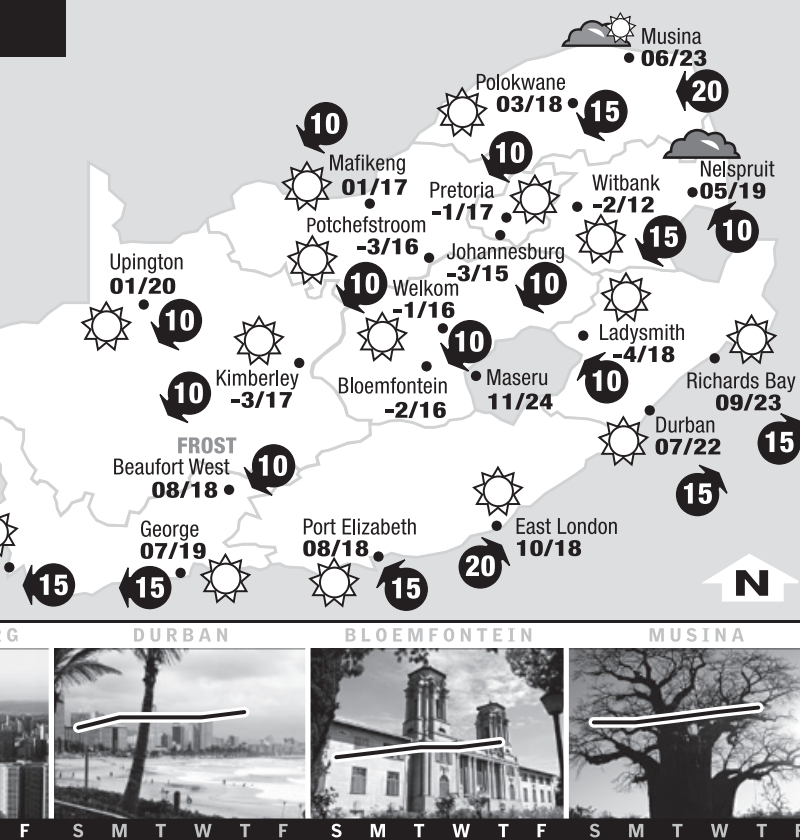 Musina
06/23
20
Polokwane
03/18
15
10
10
Mafikeng
01/17
Pretoria
-1/17
Witbank
-2/12
Nelspruit
05/19
10
15
Potchefstroom
-3/16
Johannesburg
-3/15
10
10
Upington
01/20
10
Welkom
-1/16
10
Ladysmith
-4/18
10
Kimberley
-3/17
10
Bloemfontein
-2/16
Maseru
11/24
Richards Bay
09/23
15
Durban
07/22
15
FROST
Beaufort West
08/18
10
George
07/19
15
15
Port Elizabeth
08/18
15
East London
10/18
20
N
G DURBAN BLOEMFONTEIN MUSINA
F S M T W T F S M T W T F S M T W T